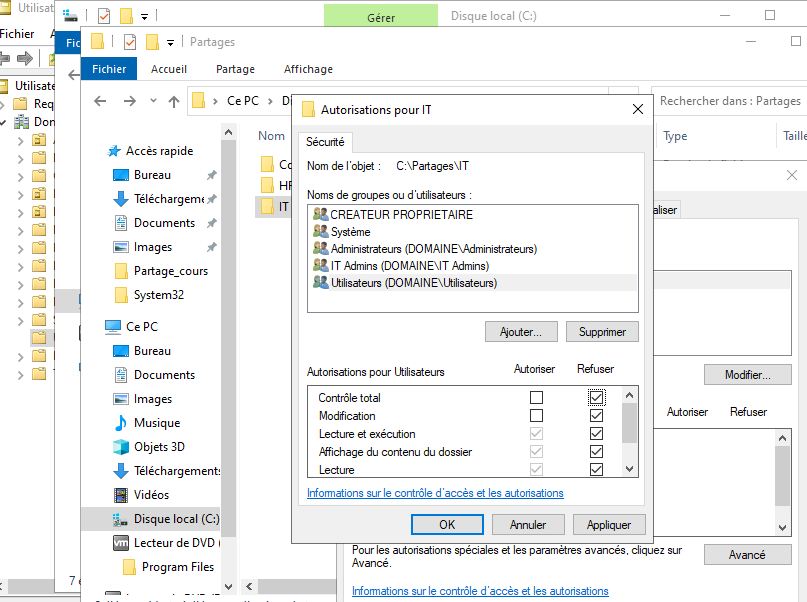 Utilisate
Gérer
Disque local (C:)
Fichier
Fic
Partages
Fichier
Accueil
Partage
Affichage
Utilisate
Req
Dom
Ce PC
Rechercher dans : Partages
Nom
Type
Taille
HR
IT
Accès rapide
Bureau
Téléchargeme
Documents
Images
Partage_cours
System32
Ce PC
Bureau
Documents
Images
Musique
Objets 3D
Téléchargements
Vidéos
Disque local (C:)
Lecteur de DVD (
Program Files
7 e
Autorisations pour IT
Sécurité
Nom de l'objet :
C:\Partages\IT
Noms de groupes ou d'utilisateurs :
CREATEUR PROPRIETAIRE
Système
Administrateurs (DOMAINE\Administrateurs)
IT Admins (DOMAINE\IT Admins)
Utilisateurs (DOMAINE\Utilisateurs)
Ajouter...
Supprimer
Autorisations pour Utilisateurs
Autoriser
Refuser
Contrôle total
Modification
Lecture et exécution
Affichage du contenu du dossier
Lecture
Informations sur le contrôle d'accès et les autorisations
OK
Annuler
Appliquer
aliser
Modifier...
Autoriser
Refuser
Pour les autorisations spéciales et les paramètres avancés, cliquez sur
Avancé.
Avancé
Informations sur le contrôle d'accès et les autorisations